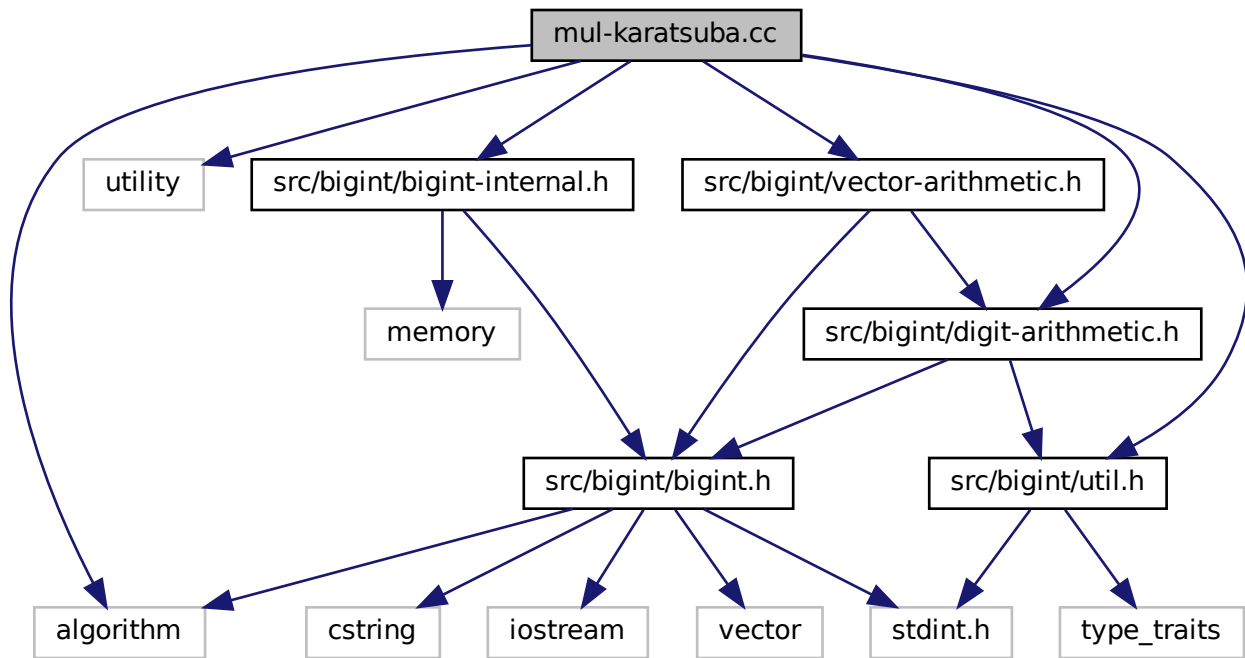 mul-karatsuba.cc
utility
src/bigint/bigint-internal.h
src/bigint/vector-arithmetic.h
memory
src/bigint/digit-arithmetic.h
src/bigint/bigint.h
src/bigint/util.h
algorithm
cstring
iostream
vector
stdint.h
type_traits